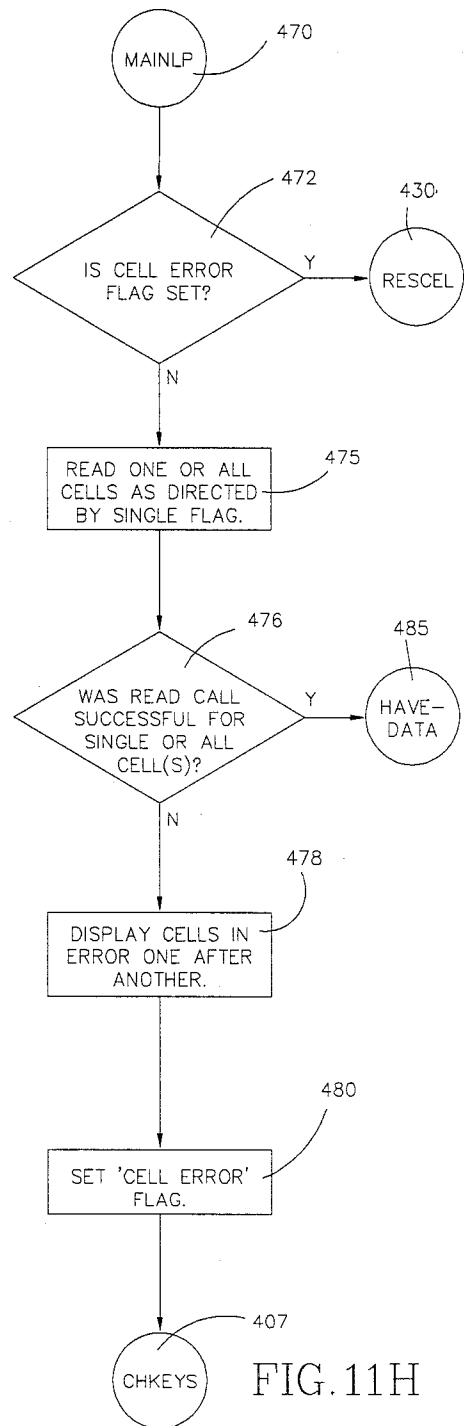 470
MAINLP
472
430
IS CELL ERROR
FLAG SET?
Y
RESCEL
N
READ ONE OR ALL
CELLS AS DIRECTED
BY SINGLE FLAG.
475
476
485
WAS READ CALL
SUCCESSFUL FOR
SINGLE OR ALL
CELL(S)?
Y
HAVE-
DATA
N
478
DISPLAY CELLS IN
ERROR ONE AFTER
ANOTHER.
480
SET 'CELL ERROR'
FLAG.
407
CHKEYS
FIG. 11H